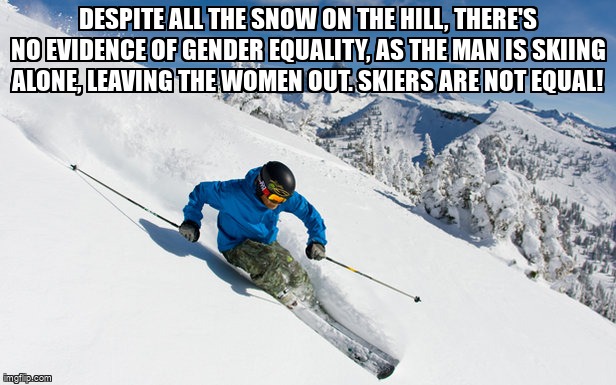 DESPITE ALL THE SNOW ON THE HILL, THERE'S
NO EVIDENCE OF GENDER EQUALITY, AS THE MAN IS SKIING
ALONE, LEAVING THE WOMEN OUT. SKIERS ARE NOT EQUAL!
imgflip.com